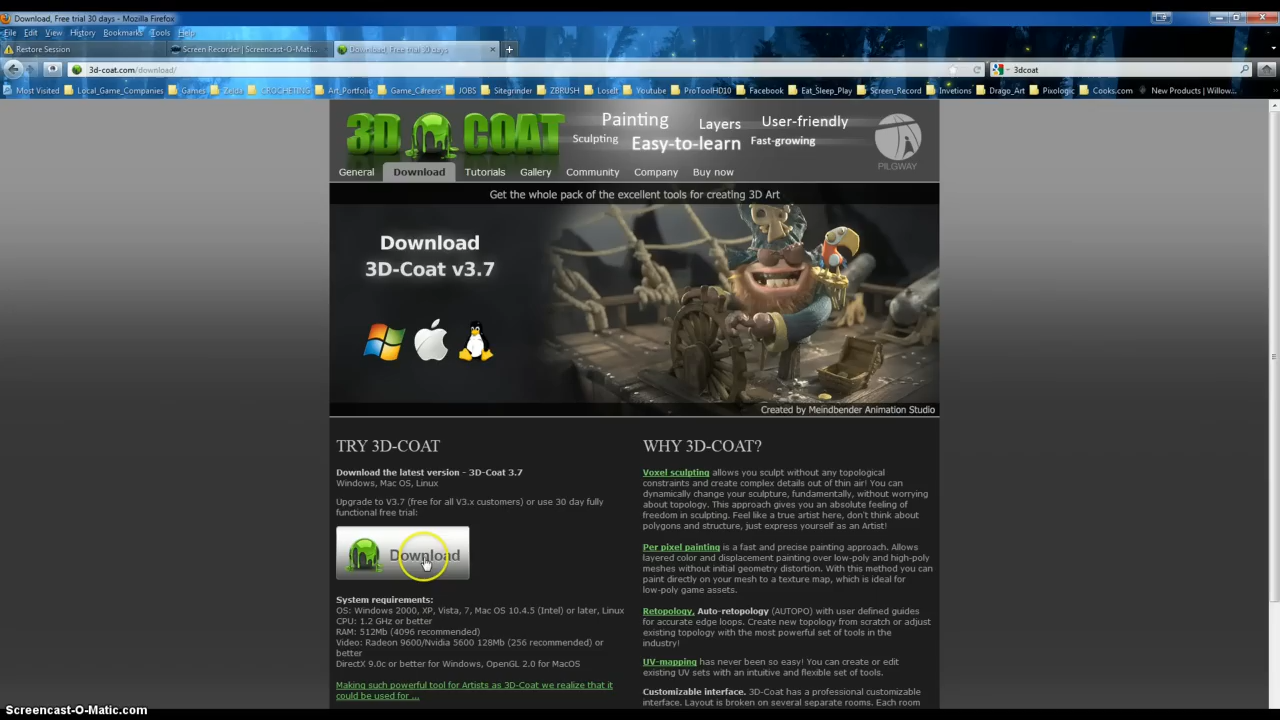 Download, Free trial 30 days - Mozilla Firefox
File Edit View History Bookmarks Tools Help
Restore Session
Screen Recorder | Screencast-O-Mati...
Download, Free trial 30 days
3d-coat.com/download/
3dcoat
Most Visited Local_Game_Companies Games Zelda CROCHETING Art_Portfolio Game_Careers JOBS Sitegrinder ZBRUSH LoseIt Youtube ProToolHD10 Facebook Eat_Sleep_Play Screen_Record Invetions Drago_Art Pixologic Cooks.com New Products | Willow...
3D COAT
Painting Layers User-friendly
Sculpting Easy-to-learn Fast-growing
PILGWAY
General Download Tutorials Gallery Community Company Buy now
Get the whole pack of the excellent tools for creating 3D Art
Download
3D-Coat v3.7
Created by Meindbender Animation Studio
TRY 3D-COAT
Download the latest version - 3D-Coat 3.7
Windows, Mac OS, Linux
Upgrade to V3.7 (free for all V3.x customers) or use 30 day fully
functional free trial:
Download
System requirements:
OS: Windows 2000, XP, Vista, 7, Mac OS 10.4.5 (Intel) or later, Linux
CPU: 1.2 GHz or better
RAM: 512Mb (4096 recommended)
Video: Radeon 9600/Nvidia 5600 128Mb (256 recommended) or
better
DirectX 9.0c or better for Windows, OpenGL 2.0 for MacOS
Making such powerful tool for Artists as 3D-Coat we realize that it
could be used for ...
WHY 3D-COAT?
Voxel sculpting allows you sculpt without any topological
constraints and create complex details out of thin air! You can
dynamically change your sculpture, fundamentally, without worrying
about topology. This approach gives you an absolute feeling of
freedom in sculpting. Feel like a true artist here, don't think about
polygons and structure, just express yourself as an Artist!
Per pixel painting is a fast and precise painting approach. Allows
layered color and displacement painting over low-poly and high-poly
meshes without initial geometry distortion. With this method you can
paint directly on your mesh to a texture map, which is ideal for
low-poly game assets.
Retopology, Auto-retopology (AUTOPO) with user defined guides
for accurate edge loops. Create new topology from scratch or adjust
existing topology with the most powerful set of tools in the
industry!
UV-mapping has never been so easy! You can create or edit
existing UV sets with an intuitive and flexible set of tools.
Customizable interface. 3D-Coat has a professional customizable
interface. Layout is broken on several separate rooms. Each room
Screencast-O-Matic.com